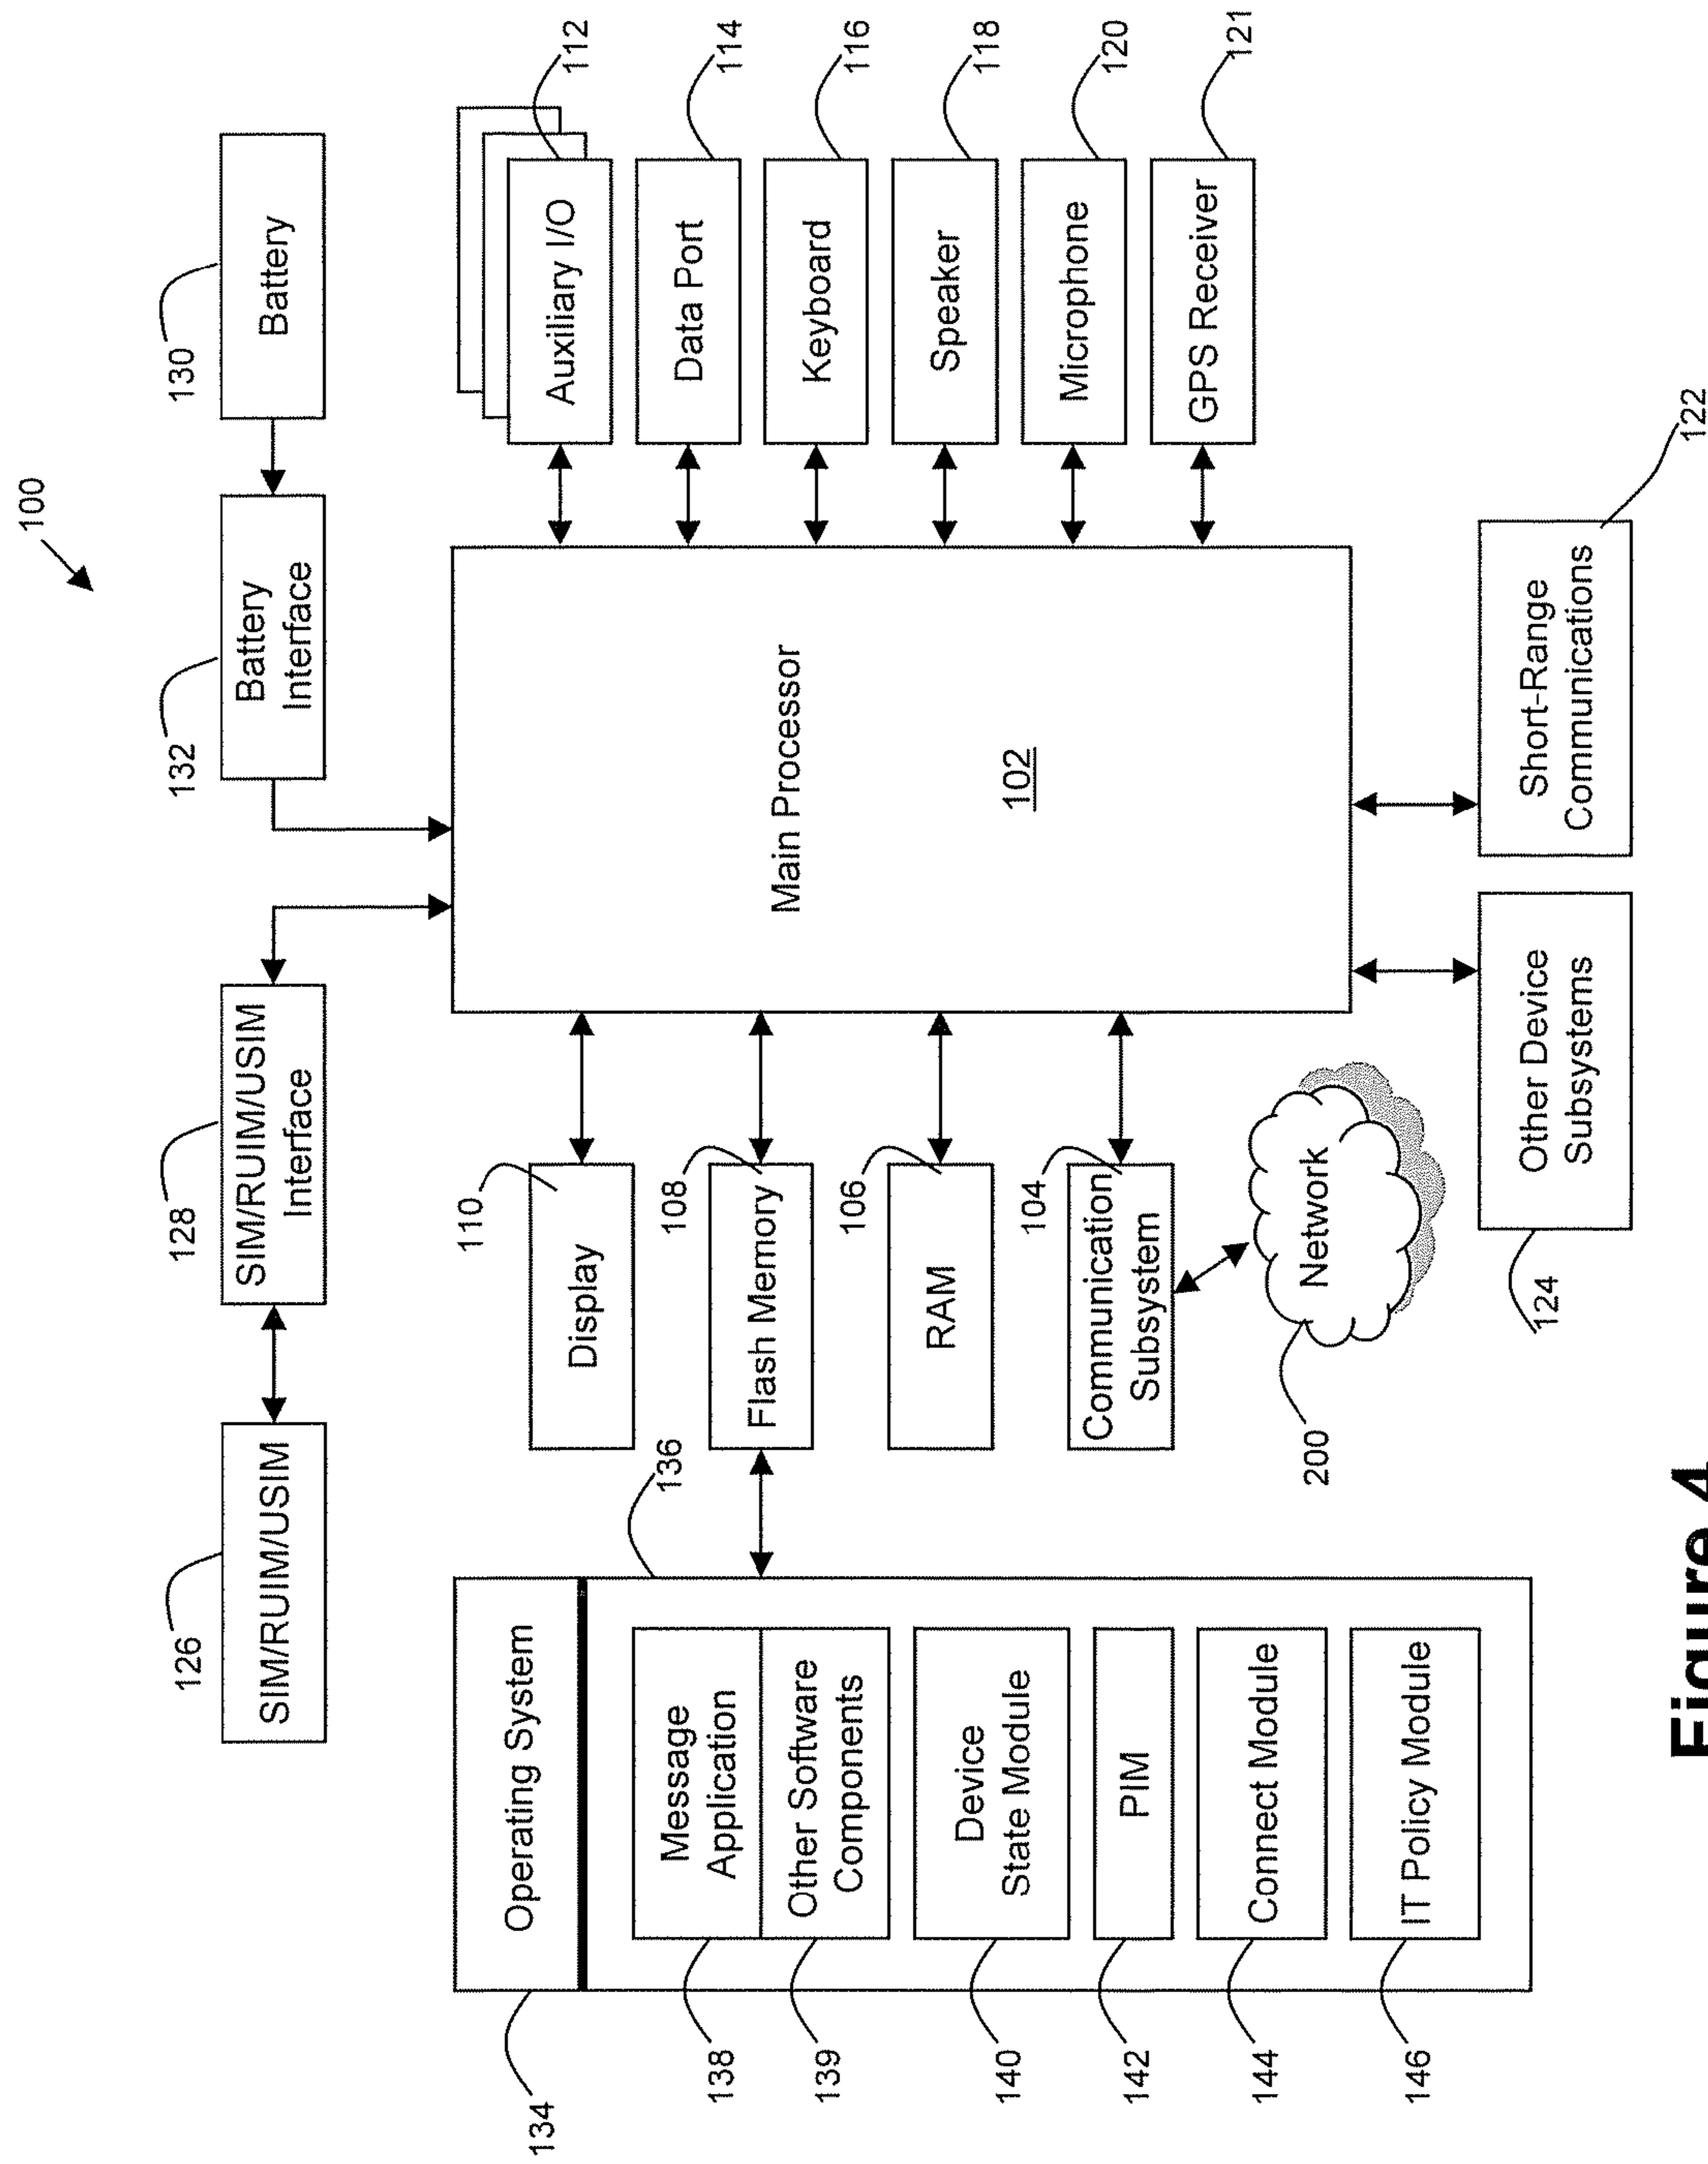 100
126
128
132
130
SIM/RUIM/USIM
SIM/RUIM/USIM
Interface
Battery
Interface
Battery
134
Operating System
136
138
Message
Application
139
Other Software
Components
140
Device
State Module
142
PIM
144
Connect Module
146
IT Policy Module
110
Display
108
Flash Memory
106
RAM
104
Communication
Subsystem
200
Network
Main Processor
102
Auxiliary I/O
112
Data Port
114
Keyboard
116
Speaker
118
Microphone
120
GPS Receiver
121
124
Other Device
Subsystems
Short-Range
Communications
122
Figure 4